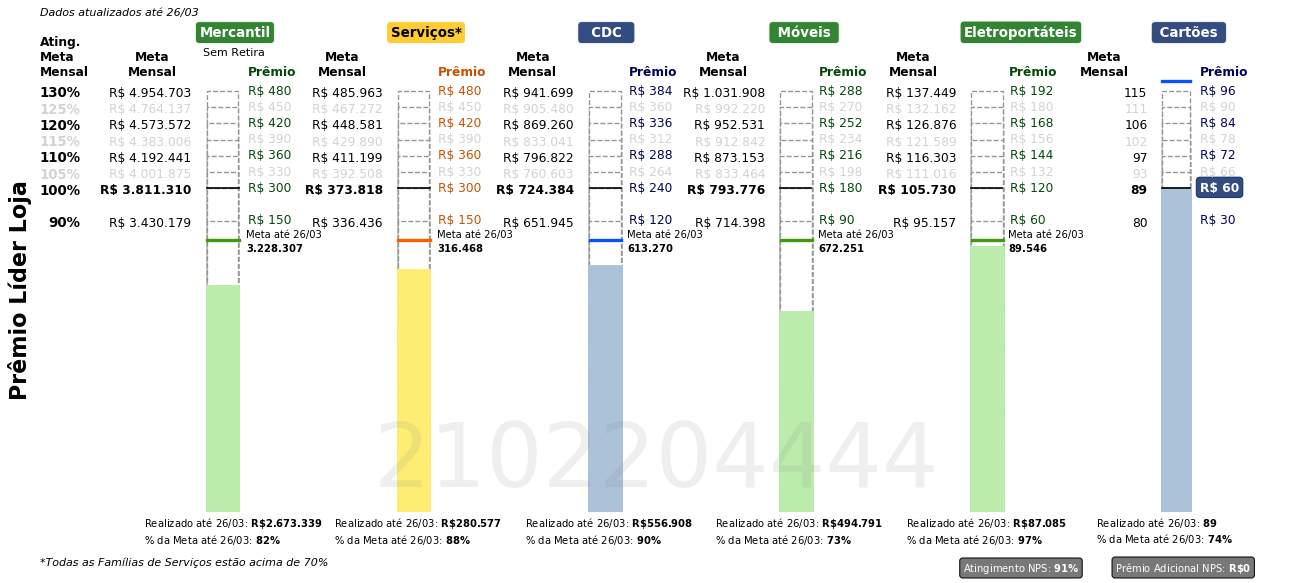 Dados atualizados até 26/03
Mercantil Serviços* CDC Móveis Eletroportáteis Cartões
Sem Retira
Ating. Meta Mensal
Meta Mensal Prêmio Meta Mensal Prêmio Meta Mensal Prêmio Meta Mensal Prêmio Meta Mensal Prêmio Meta Mensal Prêmio
130% R$ 4.954.703 R$ 480 R$ 485.963 R$ 480 R$ 941.699 R$ 384 R$ 1.031.908 R$ 288 R$ 137.449 R$ 192 115 R$ 96
125% R$ 4.764.137 R$ 450 R$ 467.272 R$ 450 R$ 905.480 R$ 360 R$ 992.220 R$ 270 R$ 132.162 R$ 180 111 R$ 90
120% R$ 4.573.572 R$ 420 R$ 448.581 R$ 420 R$ 869.260 R$ 336 R$ 952.531 R$ 252 R$ 126.876 R$ 168 106 R$ 84
115% R$ 4.383.006 R$ 390 R$ 429.890 R$ 390 R$ 833.041 R$ 312 R$ 912.842 R$ 234 R$ 121.589 R$ 156 102 R$ 78
110% R$ 4.192.441 R$ 360 R$ 411.199 R$ 360 R$ 796.822 R$ 288 R$ 873.153 R$ 216 R$ 116.303 R$ 144 97 R$ 72
105% R$ 4.001.875 R$ 330 R$ 392.508 R$ 330 R$ 760.603 R$ 264 R$ 833.464 R$ 198 R$ 111.016 R$ 132 93 R$ 66
100% R$ 3.811.310 R$ 300 R$ 373.818 R$ 300 R$ 724.384 R$ 240 R$ 793.776 R$ 180 R$ 105.730 R$ 120 89 R$ 60
90% R$ 3.430.179 R$ 150 R$ 336.436 R$ 150 R$ 651.945 R$ 120 R$ 714.398 R$ 90 R$ 95.157 R$ 60 80 R$ 30
Meta até 26/03 Meta até 26/03 Meta até 26/03 Meta até 26/03 Meta até 26/03
3.228.307 316.468 613.270 672.251 89.546
Prêmio Líder Loja
2102204444
Realizado até 26/03: R$2.673.339 Realizado até 26/03: R$280.577 Realizado até 26/03: R$556.908 Realizado até 26/03: R$494.791 Realizado até 26/03: R$87.085 Realizado até 26/03: 89
% da Meta até 26/03: 82% % da Meta até 26/03: 88% % da Meta até 26/03: 90% % da Meta até 26/03: 73% % da Meta até 26/03: 97% % da Meta até 26/03: 74%
*Todas as Famílias de Serviços estão acima de 70%
Atingimento NPS: 91% Prêmio Adicional NPS: R$0